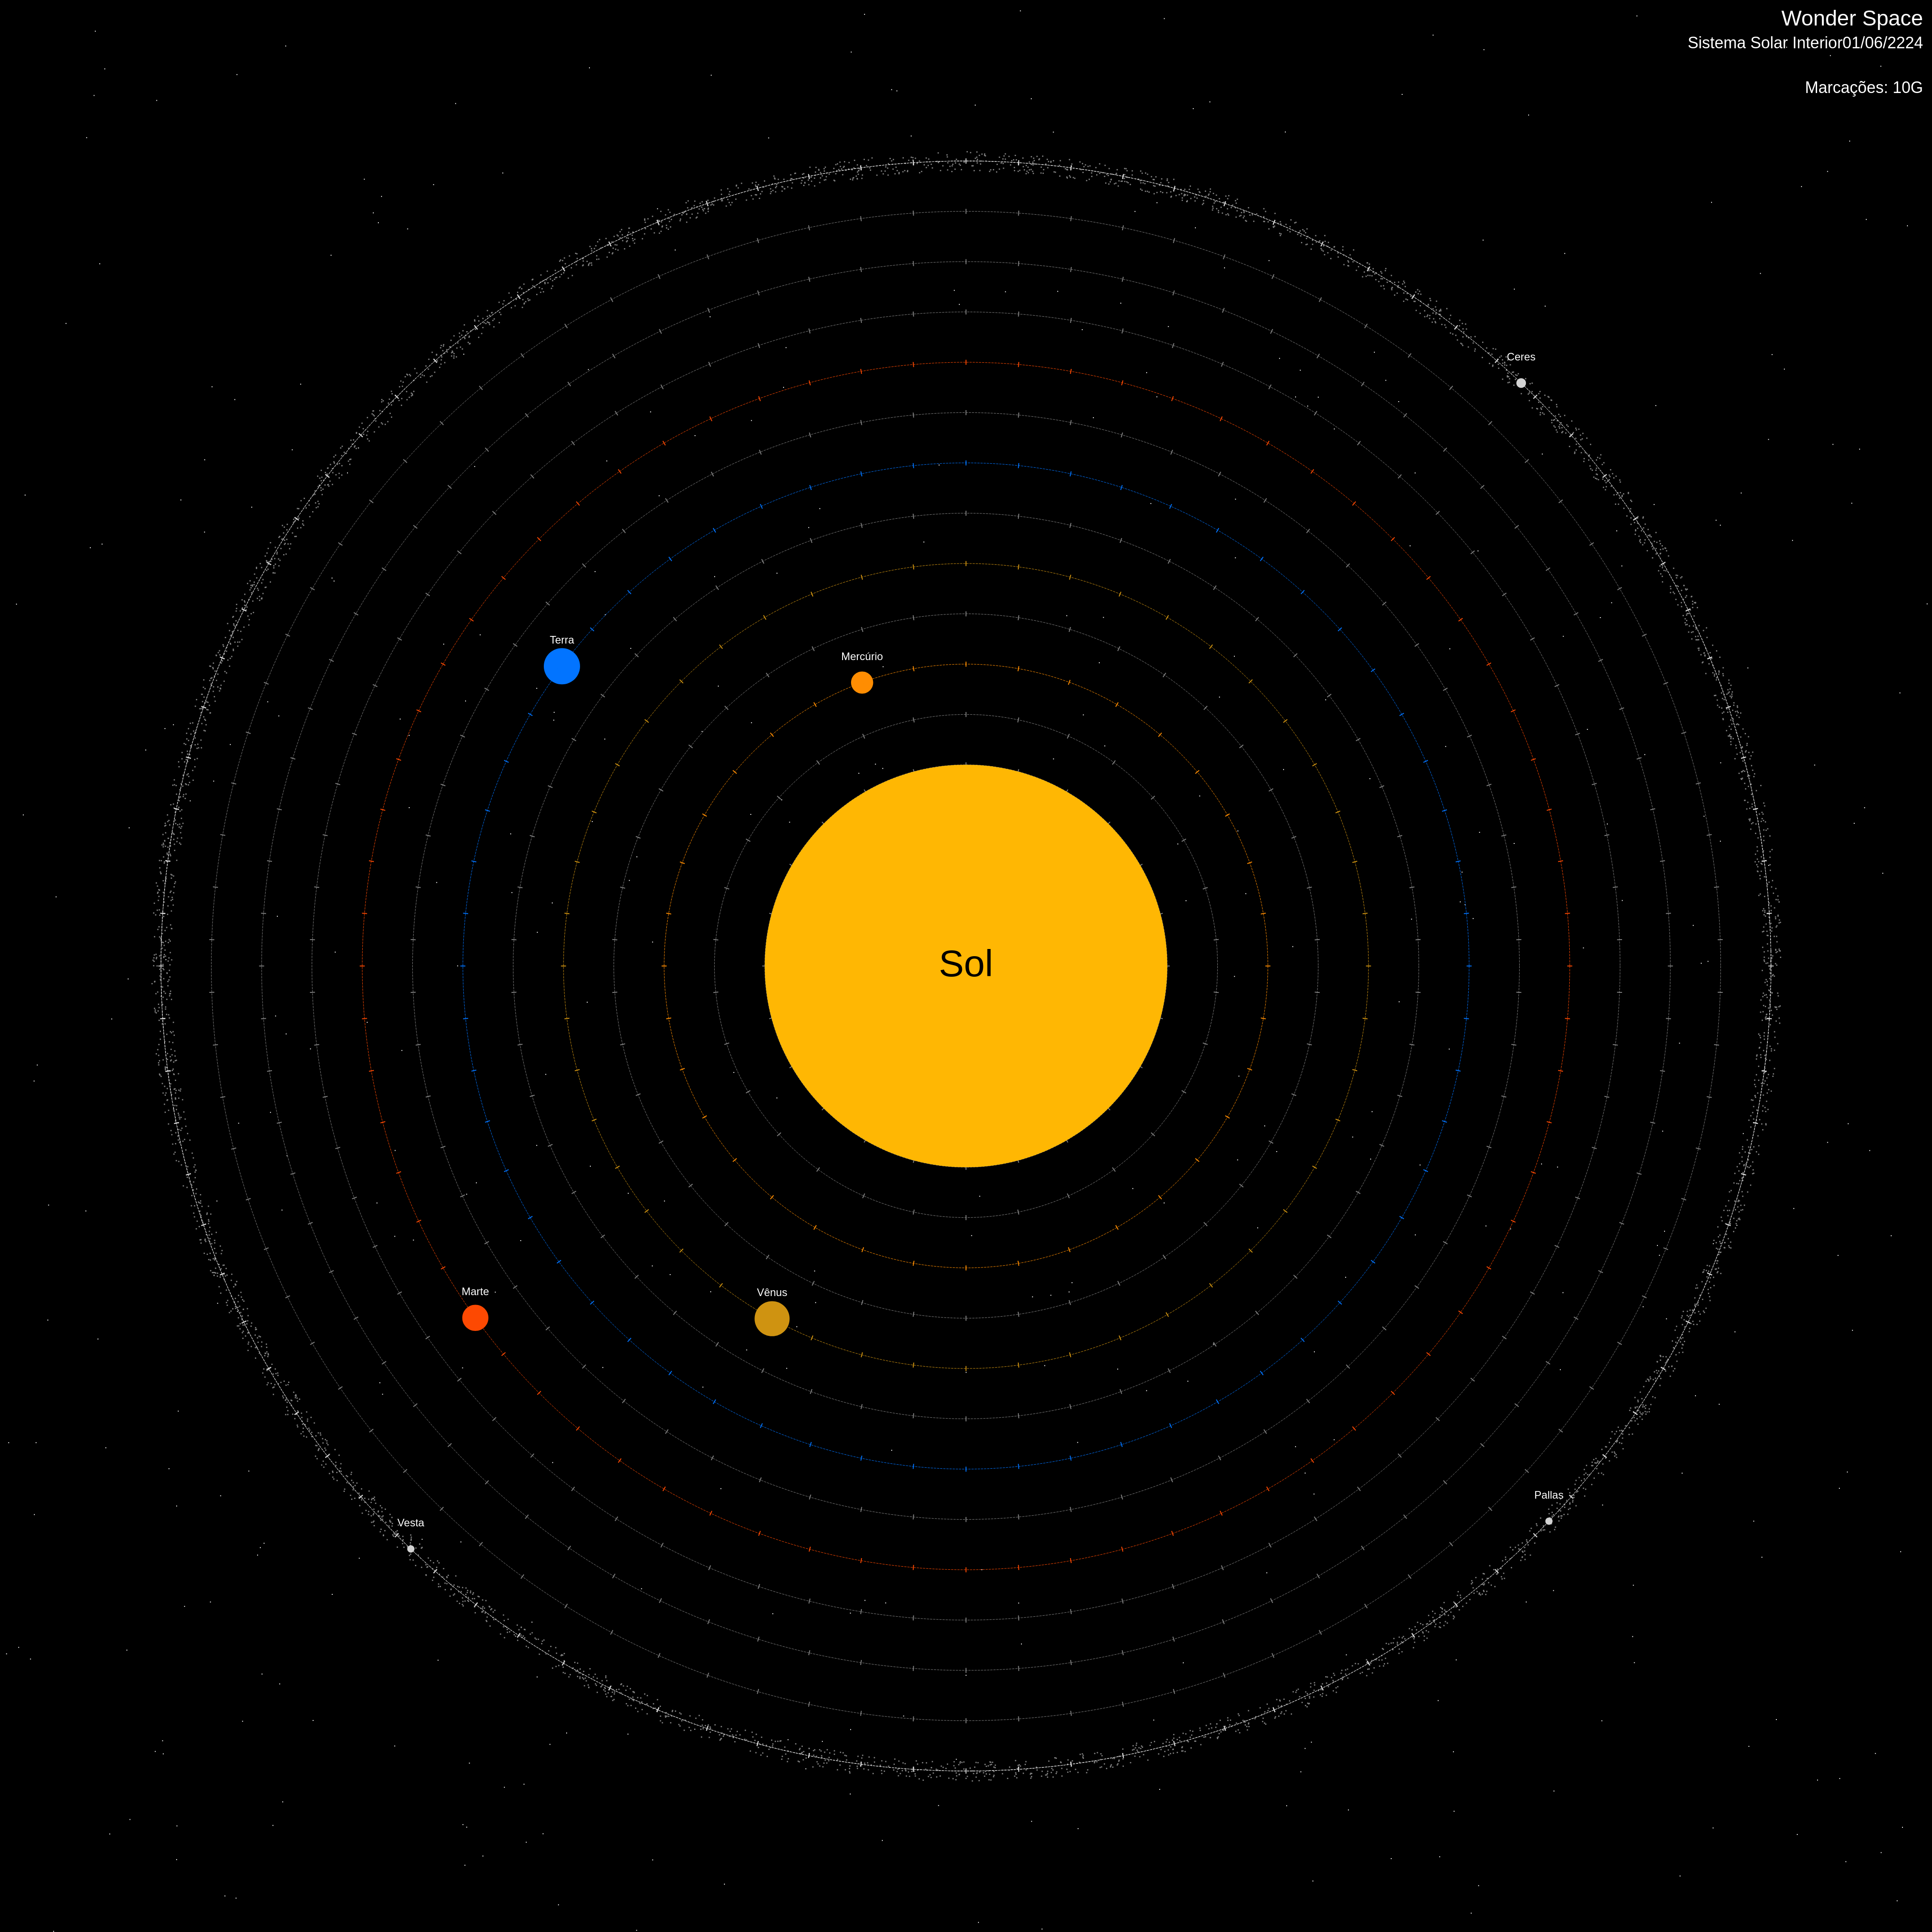 Wonder Space
Sistema Solar Interior01/06/2224
Marcações: 10G
Ceres
Terra
Mercúrio
Sol
Marte
Vênus
Pallas
Vesta